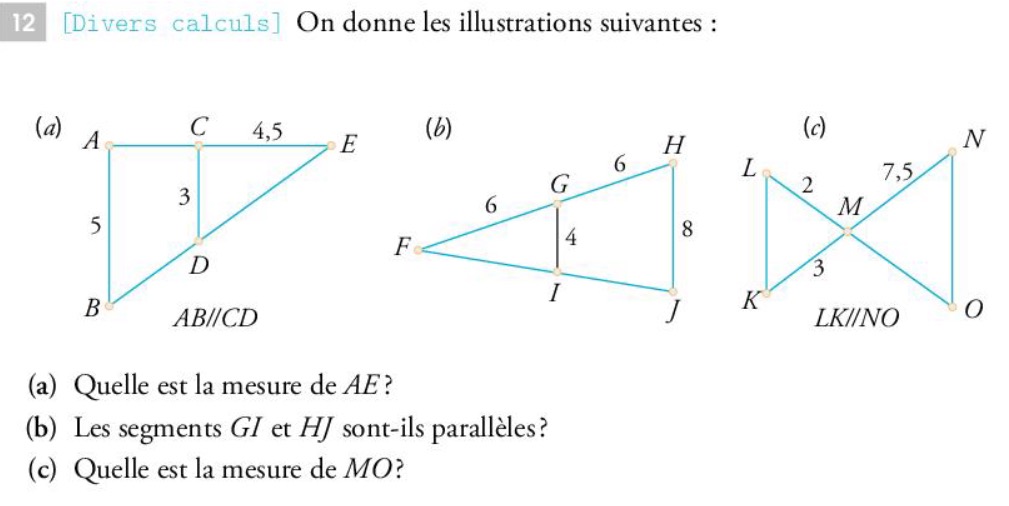 12 [Divers calculs] On donne les illustrations suivantes :
(a) A C 4,5 E
3
5
D
B
AB//CD
(b) H
6
G
6
F 4 8
I
J
(c) N
L 2 7,5
M
3
K O
LK//NO
(a) Quelle est la mesure de AE?
(b) Les segments GI et HJ sont-ils parallèles?
(c) Quelle est la mesure de MO?